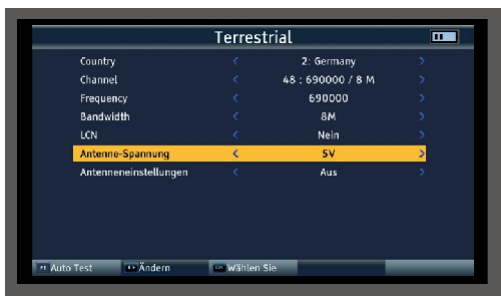 Terrestrial
Country < 2: Germany >
Channel < 48 : 690000 / 8 M >
Frequency < 690000 >
Bandwidth < 8M >
LCN < Nein >
Antenne-Spannung < 5V >
Antenneneinstellungen < Aus >
Auto Test Ändern Wählen Sie